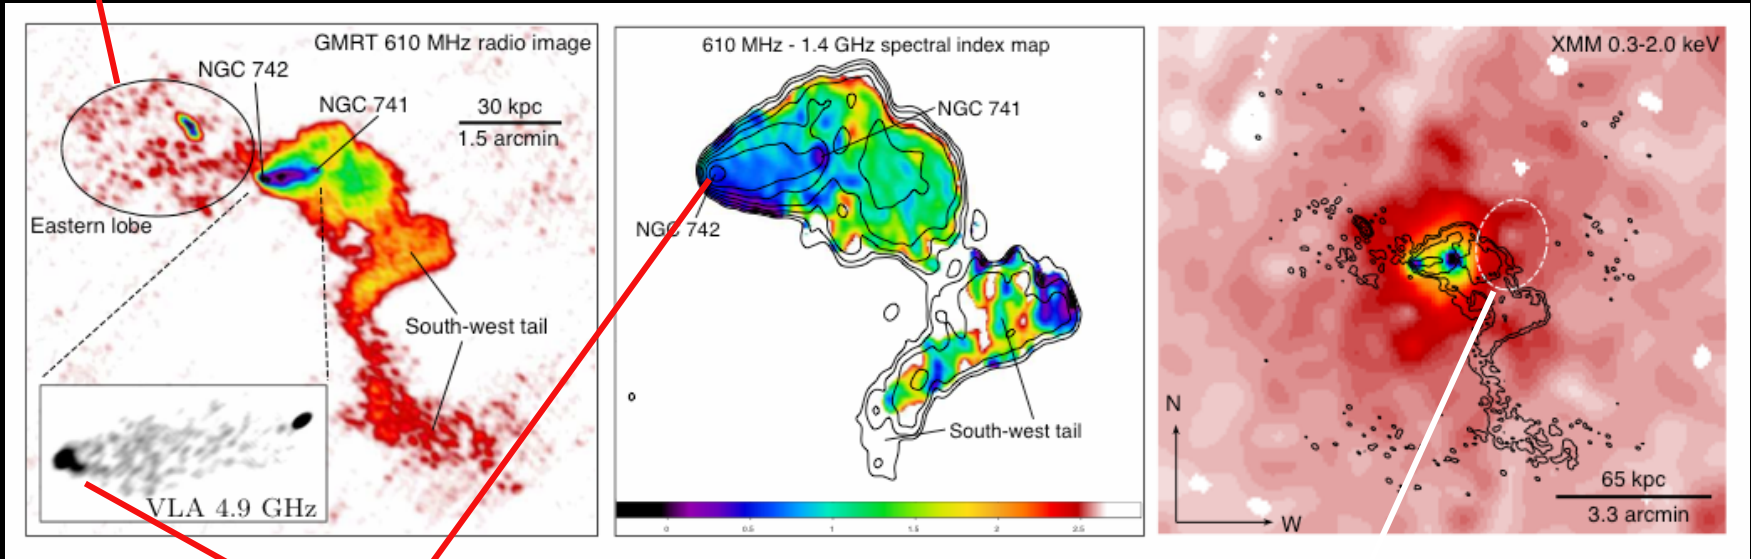 GMRT 610 MHz radio image
NGC 742
NGC 741
30 kpc
1.5 arcmin
Eastern lobe
South-west tail
VLA 4.9 GHz
610 MHz - 1.4 GHz spectral index map
NGC 741
NGC 742
South-west tail
0 0.5 1 1.5 2 2.5
XMM 0.3-2.0 keV
N
W
65 kpc
3.3 arcmin